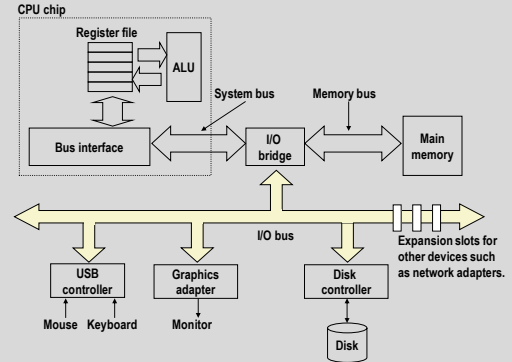 CPU chip
Register file
ALU
System bus
Memory bus
Bus interface
I/O
bridge
Main
memory
I/O bus
Expansion slots for
other devices such
as network adapters.
USB
controller
Graphics
adapter
Disk
controller
Mouse
Keyboard
Monitor
Disk